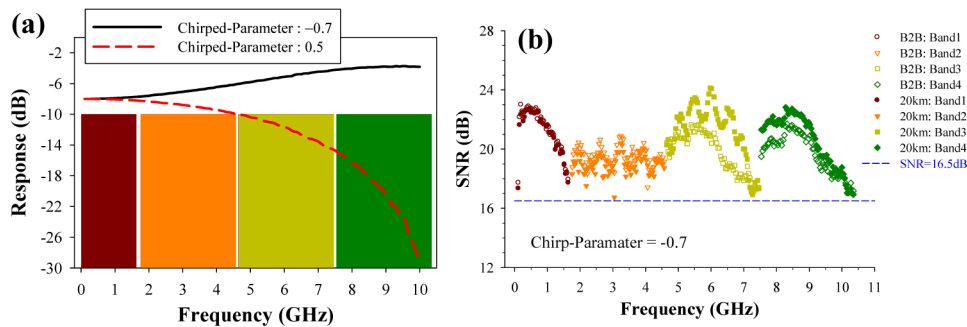 (a)
Chirped-Parameter : −0.7
Chirped-Parameter : 0.5
Response (dB)
-2
-6
-10
-14
-18
-22
-26
-30
0 1 2 3 4 5 6 7 8 9 10
Frequency (GHz)
(b)
SNR (dB)
28
24
20
16
12
Chirp-Paramater = -0.7
0 1 2 3 4 5 6 7 8 9 10 11
Frequency (GHz)
B2B: Band1
B2B: Band2
B2B: Band3
B2B: Band4
20km: Band1
20km: Band2
20km: Band3
20km: Band4
SNR=16.5dB